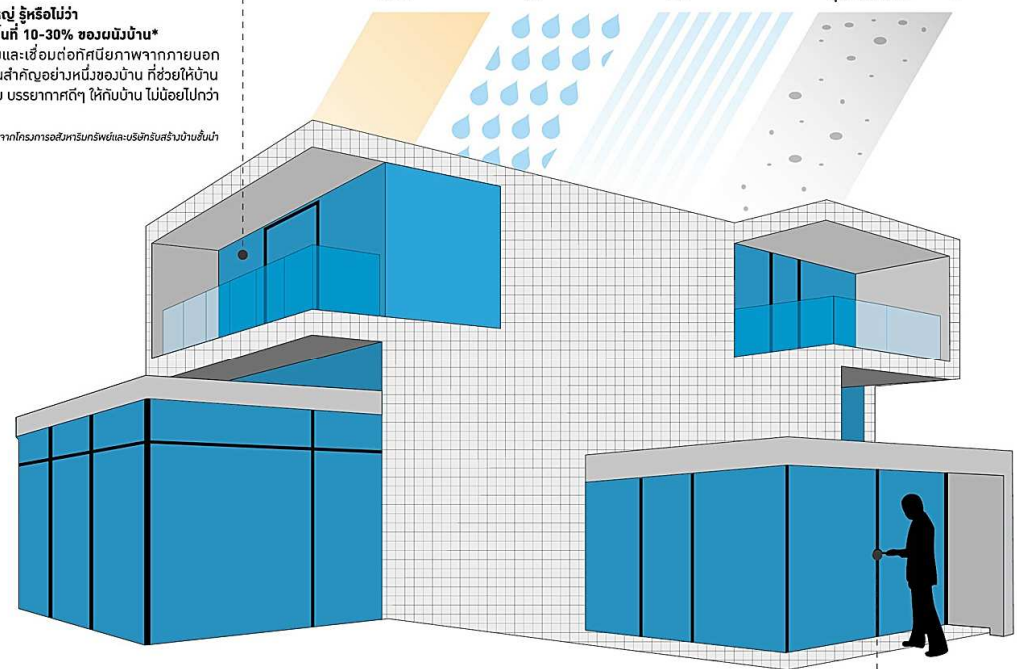 ญ่ รู้หรือไม่ว่า
นที่ 10-30% ของผนังบ้าน*
และเชื่อมต่อทัศนียภาพจากภายนอก
นสำคัญอย่างหนึ่งของบ้าน ที่ช่วยให้บ้าน
บรรยากาศดีๆ ให้กับบ้าน ไม่น้อยไปกว่า
จากโครงการอสังหาริมทรัพย์และบริษัทรับสร้างบ้านชั้นนำ